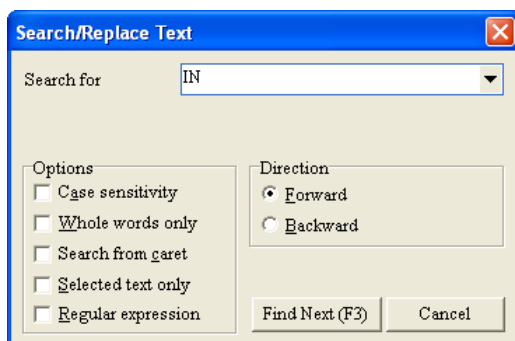 Search/Replace Text
Search for
IN
Options
Case sensitivity
Whole words only
Search from caret
Selected text only
Regular expression
Direction
Forward
Backward
Find Next (F3)
Cancel